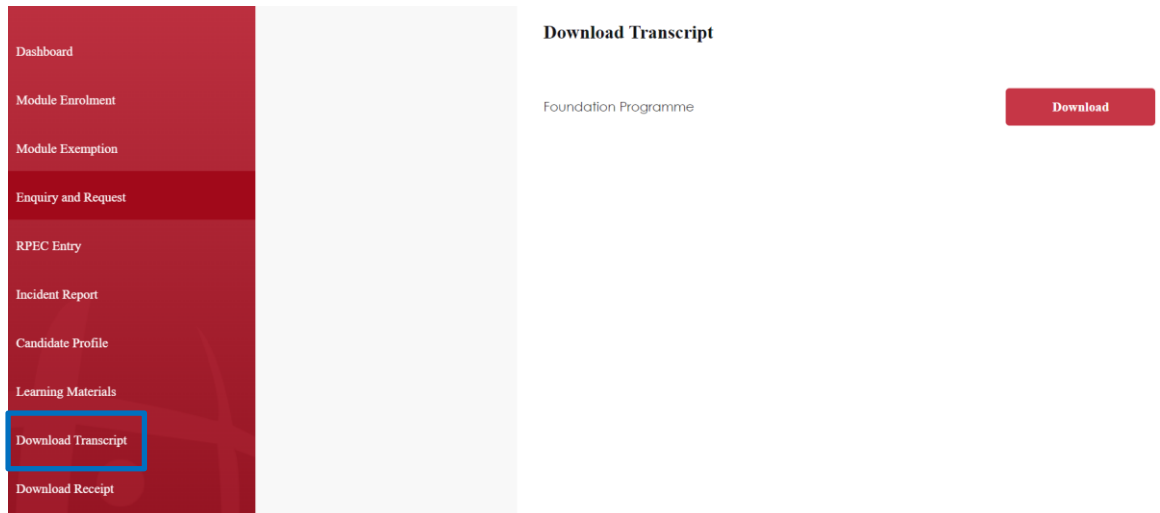 Dashboard
Module Enrolment
Module Exemption
Enquiry and Request
RPEC Entry
Incident Report
Candidate Profile
Learning Materials
Download Transcript
Download Receipt
Download Transcript
Foundation Programme
Download